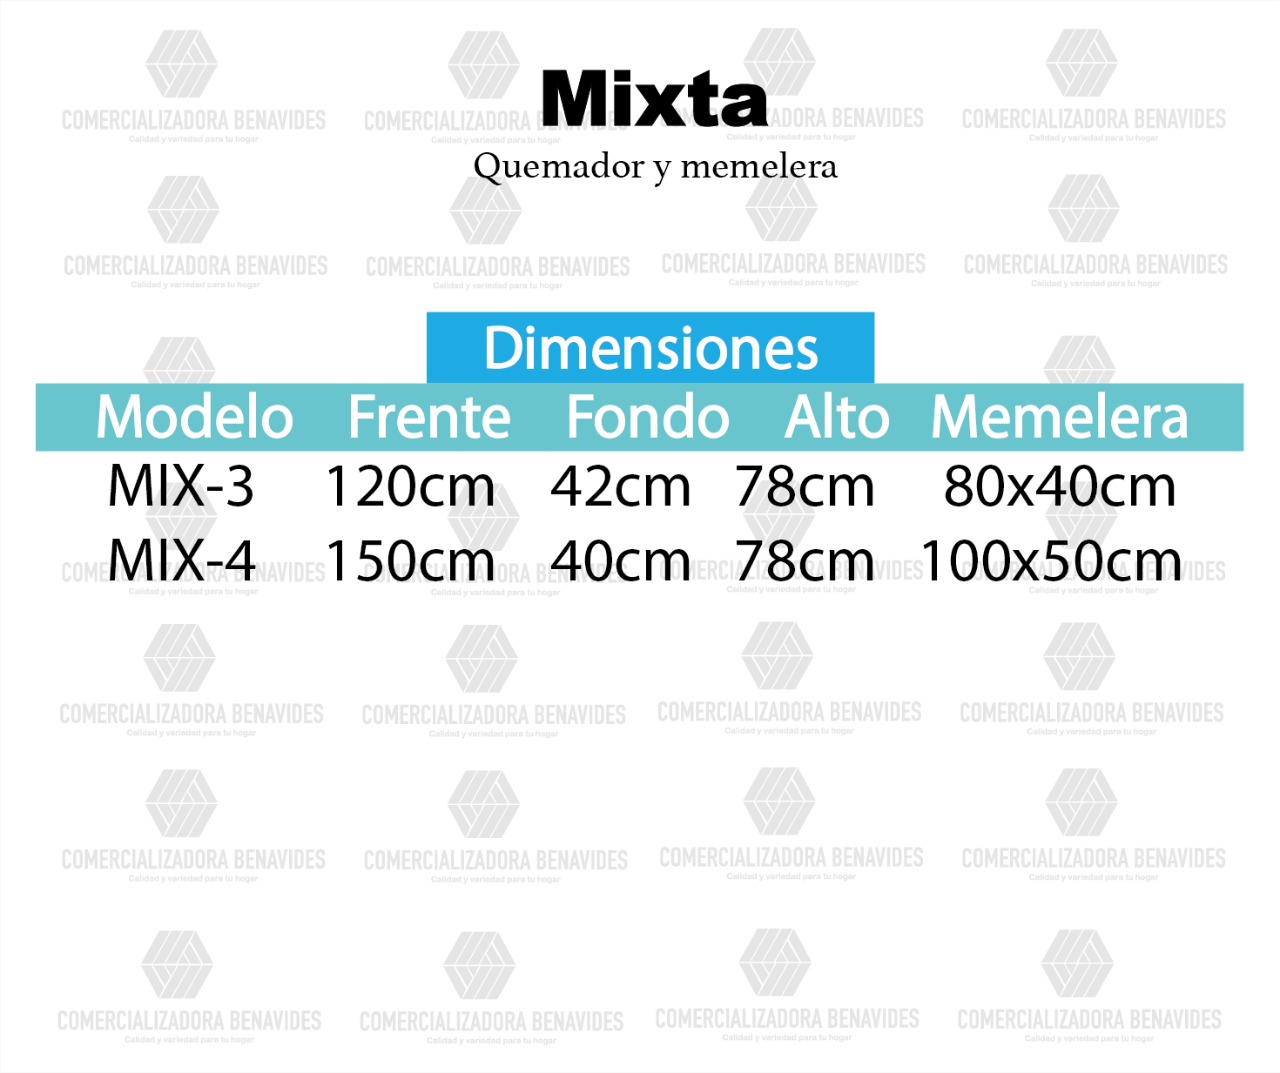 Mixta
Quemador y memelera
Dimensiones
Modelo Frente Fondo Alto Memelera
MIX-3 120cm 42cm 78cm 80x40cm
MIX-4 150cm 40cm 78cm 100x50cm
COMERCIALIZADORA BENAVIDES
Calidad y variedad para tu hogar